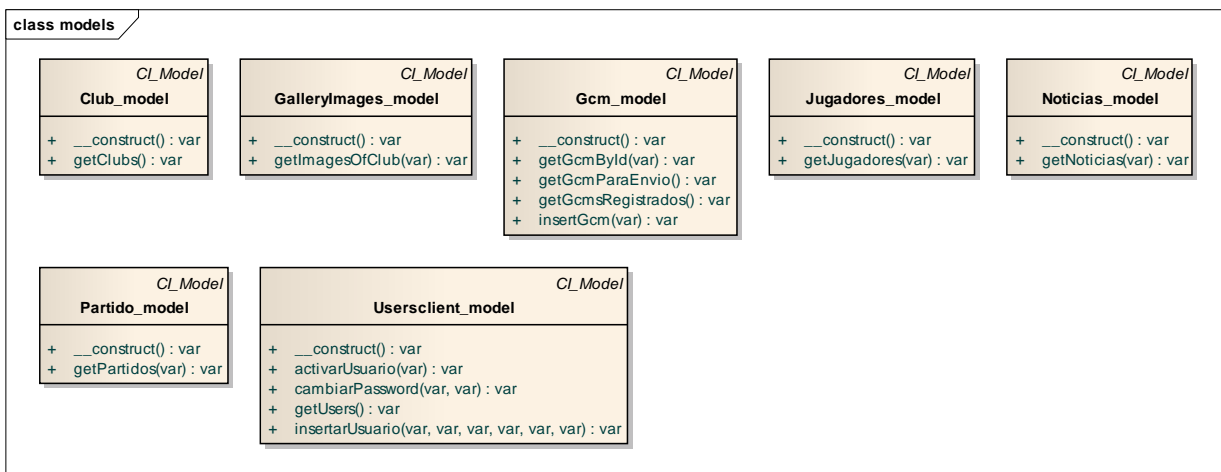 class models
CI_Model
Club_model
+ __construct() : var
+ getClubs() : var
CI_Model
GalleryImages_model
+ __construct() : var
+ getImagesOfClub(var) : var
CI_Model
Gcm_model
+ __construct() : var
+ getGcmById(var) : var
+ getGcmParaEnvio() : var
+ getGcmsRegistrados() : var
+ insertGcm(var) : var
CI_Model
Jugadores_model
+ __construct() : var
+ getJugadores(var) : var
CI_Model
Noticias_model
+ __construct() : var
+ getNoticias(var) : var
CI_Model
Partido_model
+ __construct() : var
+ getPartidos(var) : var
CI_Model
Usersclient_model
+ __construct() : var
+ activarUsuario(var) : var
+ cambiarPassword(var, var) : var
+ getUsers() : var
+ insertarUsuario(var, var, var, var, var, var) : var